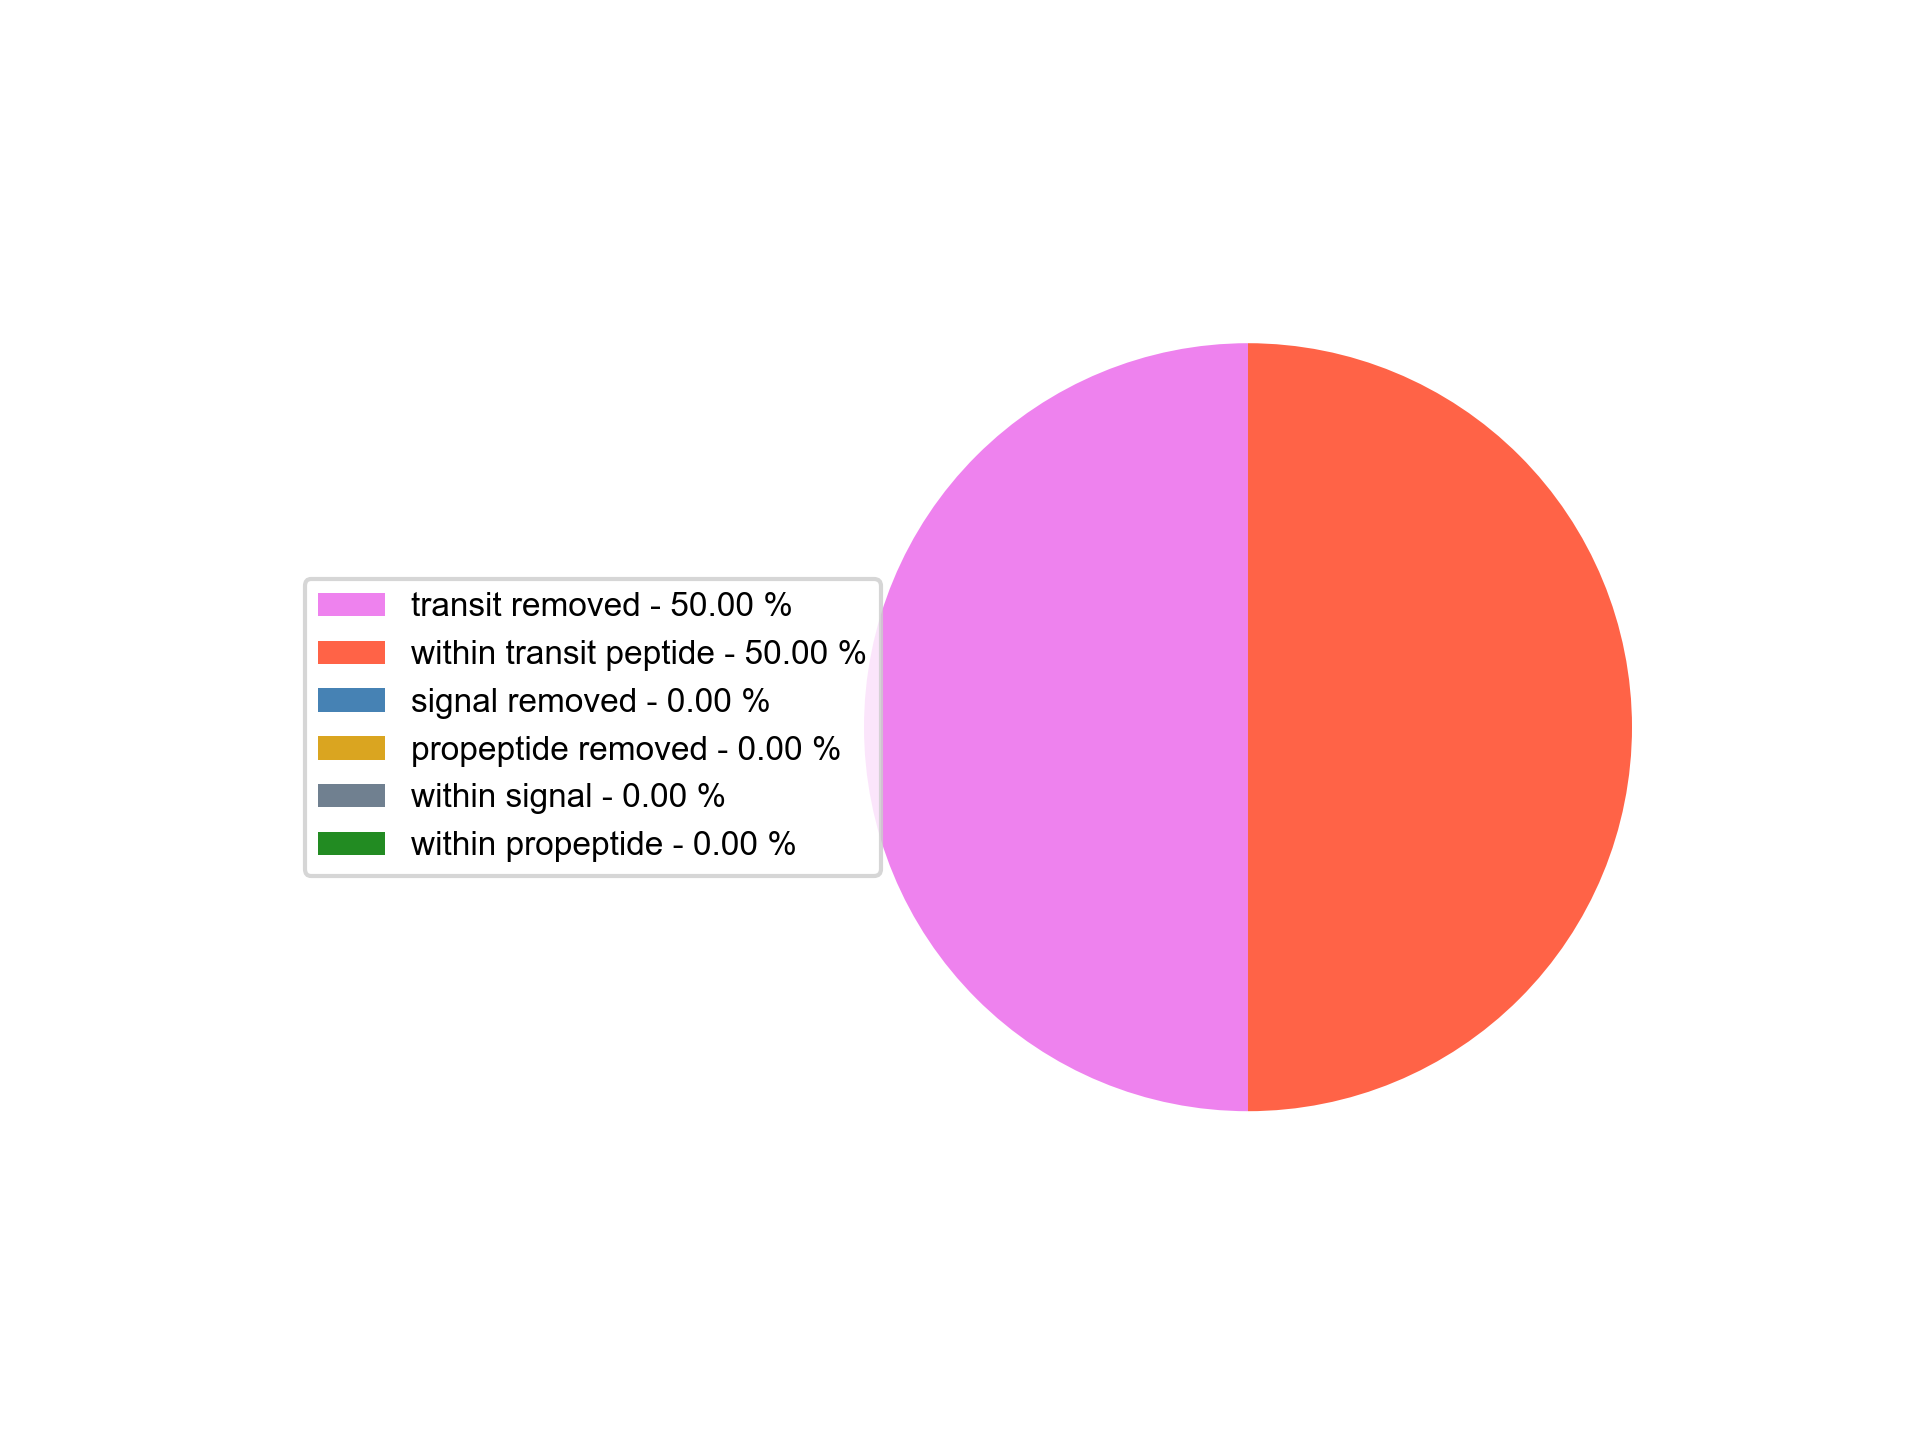 transit removed - 50.00 %
within transit peptide - 50.00 %
signal removed - 0.00 %
propeptide removed - 0.00 %
within signal - 0.00 %
within propeptide - 0.00 %